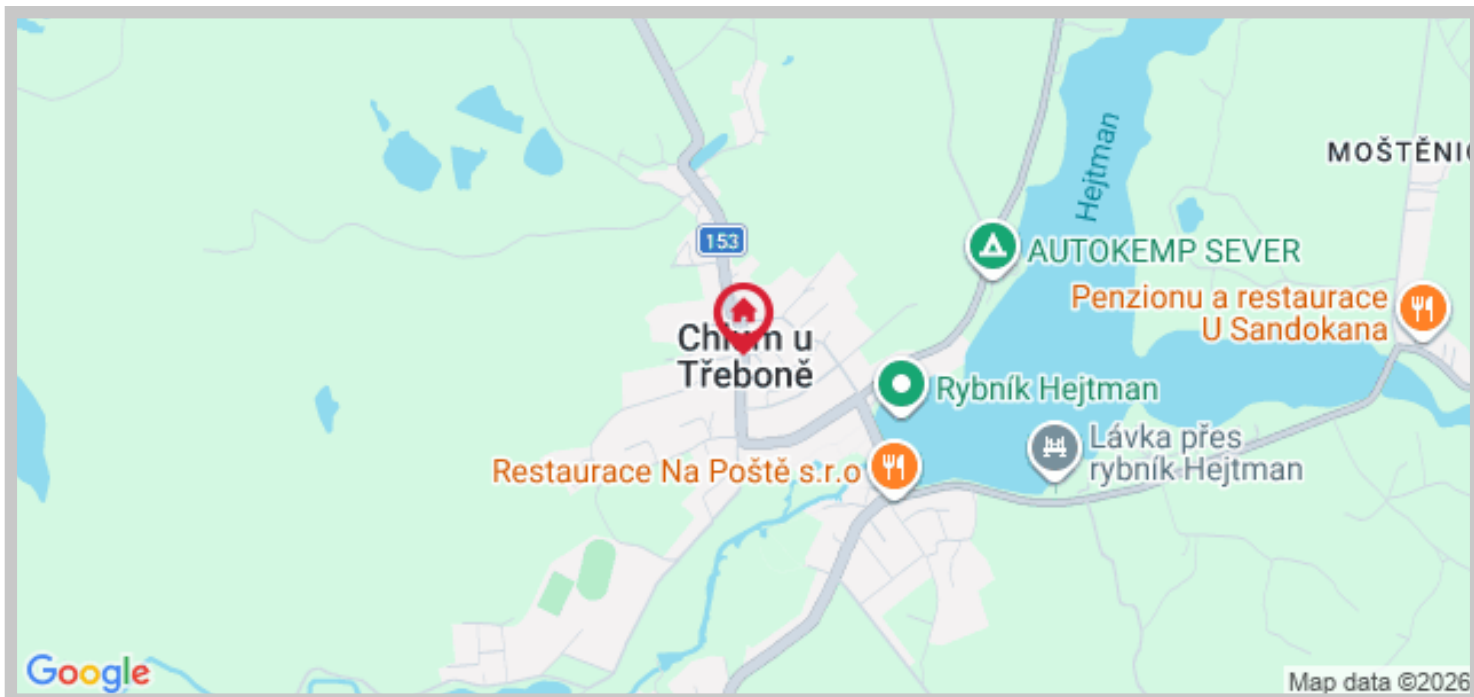 Hejtman
MOŠTĚNIC
153
AUTOKEMP SEVER
Penzionu a restaurace
U Sandokana
Chlum u
Třeboně
Rybník Hejtman
Lávka přes
rybník Hejtman
Restaurace Na Poště s.r.o
Google
Map data ©2026